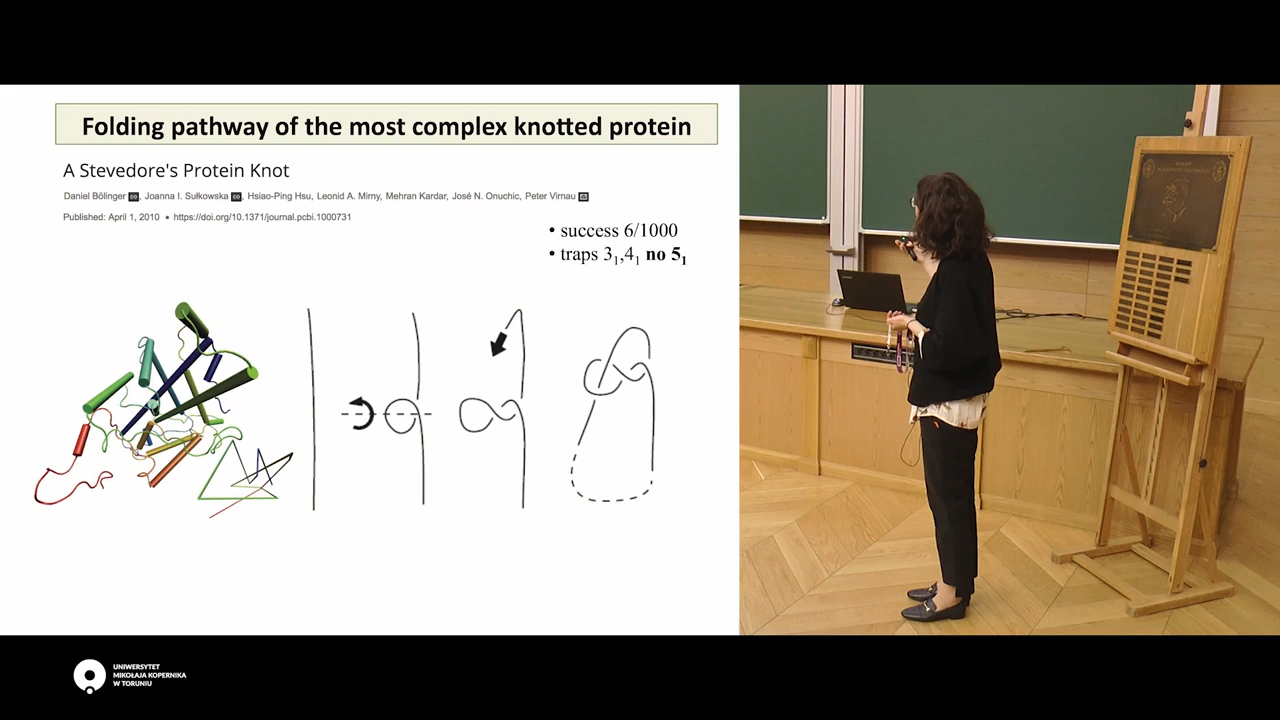 Folding pathway of the most complex knotted protein
A Stevedore's Protein Knot
Daniel Bölinger, Joanna I. Sułkowska, Hsiao-Ping Hsu, Leonid A. Mirny, Mehran Kardar, José N. Onuchic, Peter Virnau
Published: April 1, 2010 • https://doi.org/10.1371/journal.pcbi.1000731
• success 6/1000
• traps 3₁,4₁ no 5₁
UNIWERSYTET
MIKOŁAJA KOPERNIKA
W TORUNIU